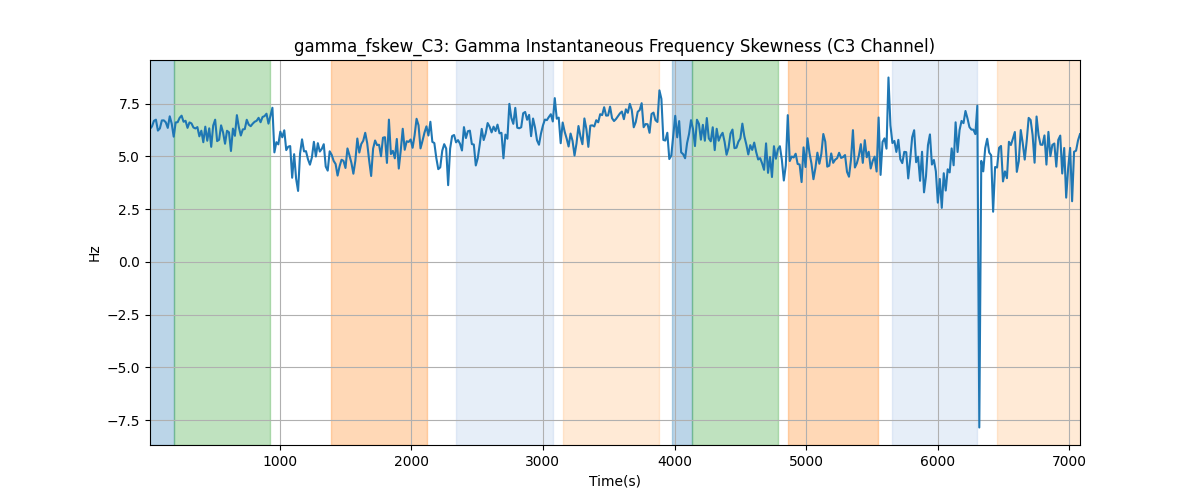 gamma_fskew_C3: Gamma Instantaneous Frequency Skewness (C3 Channel)
7.5
5.0
2.5
0.0
−2.5
−5.0
−7.5
Hz
1000 2000 3000 4000 5000 6000 7000
Time(s)